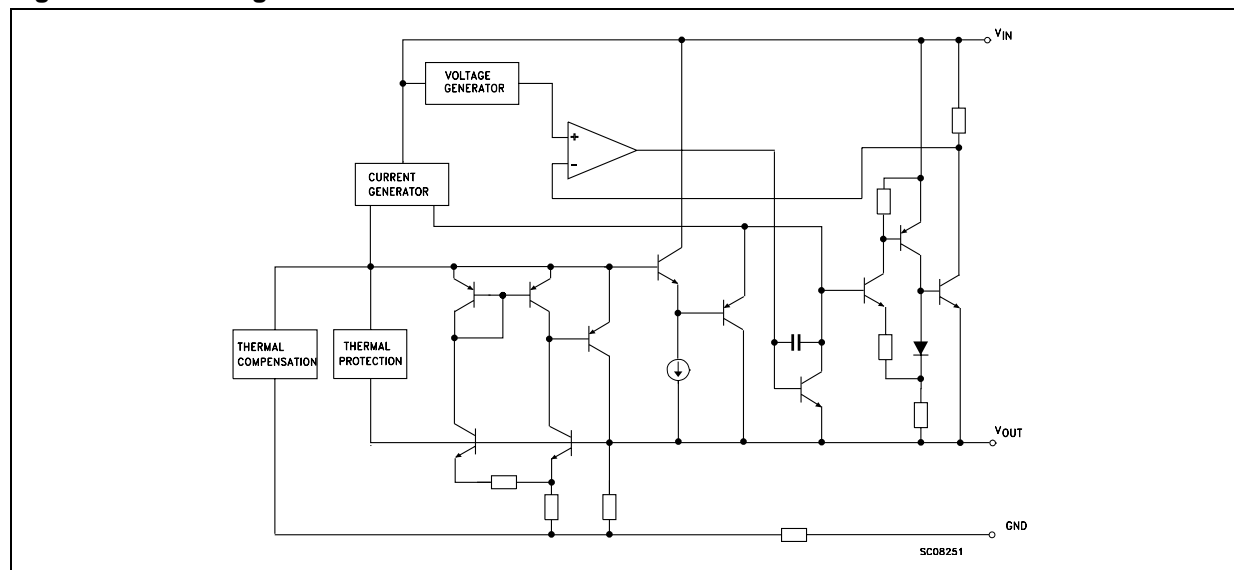 VIN
VOLTAGE
GENERATOR
+
-
CURRENT
GENERATOR
THERMAL
COMPENSATION
THERMAL
PROTECTION
VOUT
GND
SC08251